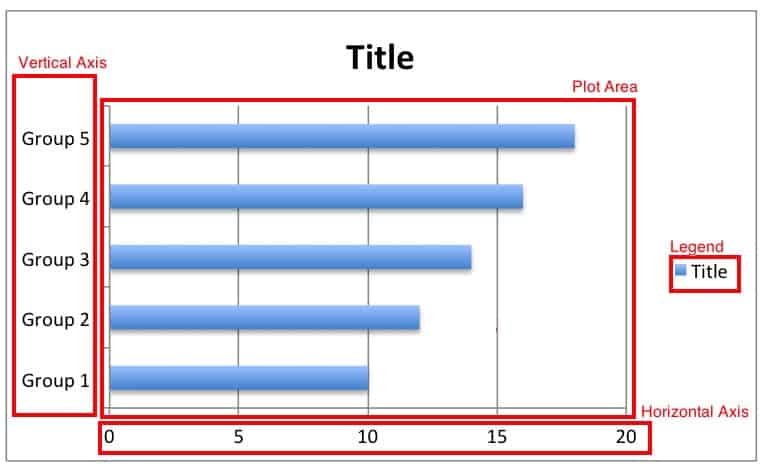 Title
Vertical Axis
Plot Area
Group 5
Group 4
Group 3
Group 2
Group 1
Legend
Title
Horizontal Axis
0 5 10 15 20